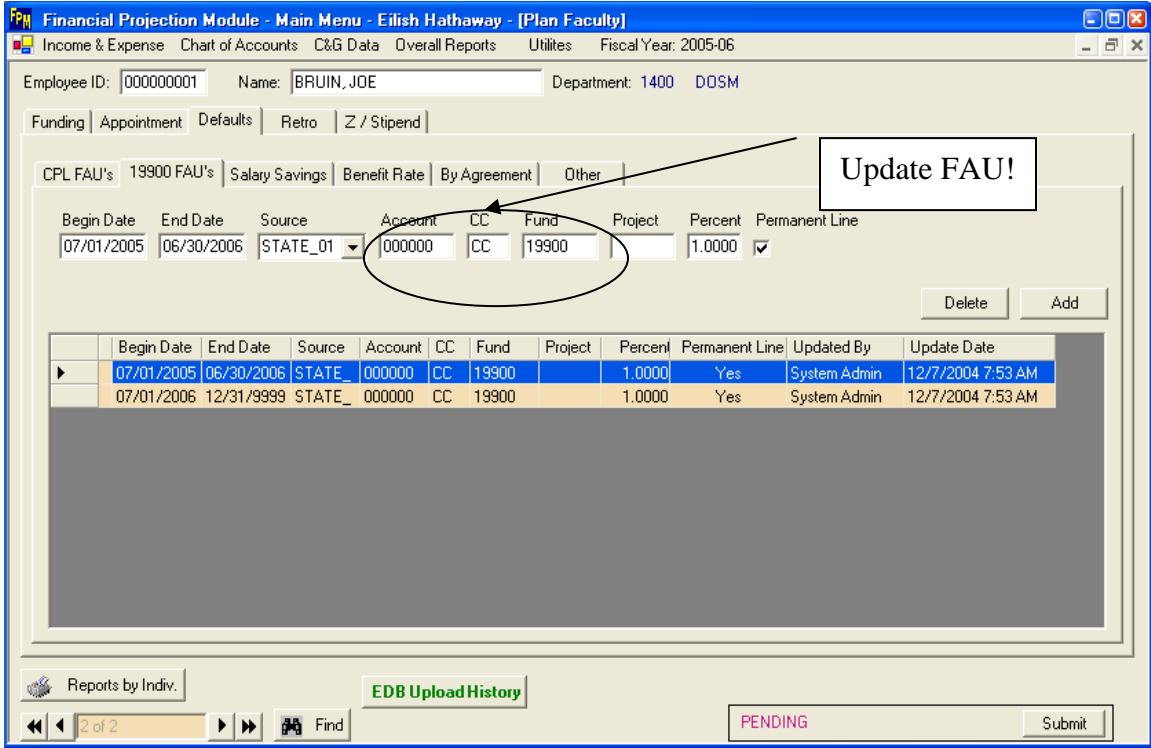 FPM Financial Projection Module - Main Menu - Eilish Hathaway - [Plan Faculty]
Income & Expense Chart of Accounts C&G Data Overall Reports Utilites Fiscal Year: 2005-06
Employee ID: 000000001 Name: BRUIN, JOE Department: 1400 DOSM
Funding Appointment Defaults Retro Z / Stipend
Update FAU!
CPL FAU's 19900 FAU's Salary Savings Benefit Rate By Agreement Other
Begin Date End Date Source Account CC Fund Project Percent Permanent Line
07/01/2005 06/30/2006 STATE_01 000000 CC 19900 1.0000
Delete Add
Begin Date End Date Source Account CC Fund Project Percent Permanent Line Updated By Update Date
07/01/2005 06/30/2006 STATE_ 000000 CC 19900 1.0000 Yes System Admin 12/7/2004 7:53 AM
07/01/2006 12/31/9999 STATE_ 000000 CC 19900 1.0000 Yes System Admin 12/7/2004 7:53 AM
Reports by Indiv.
EDB Upload History
2 of 2 Find
PENDING Submit